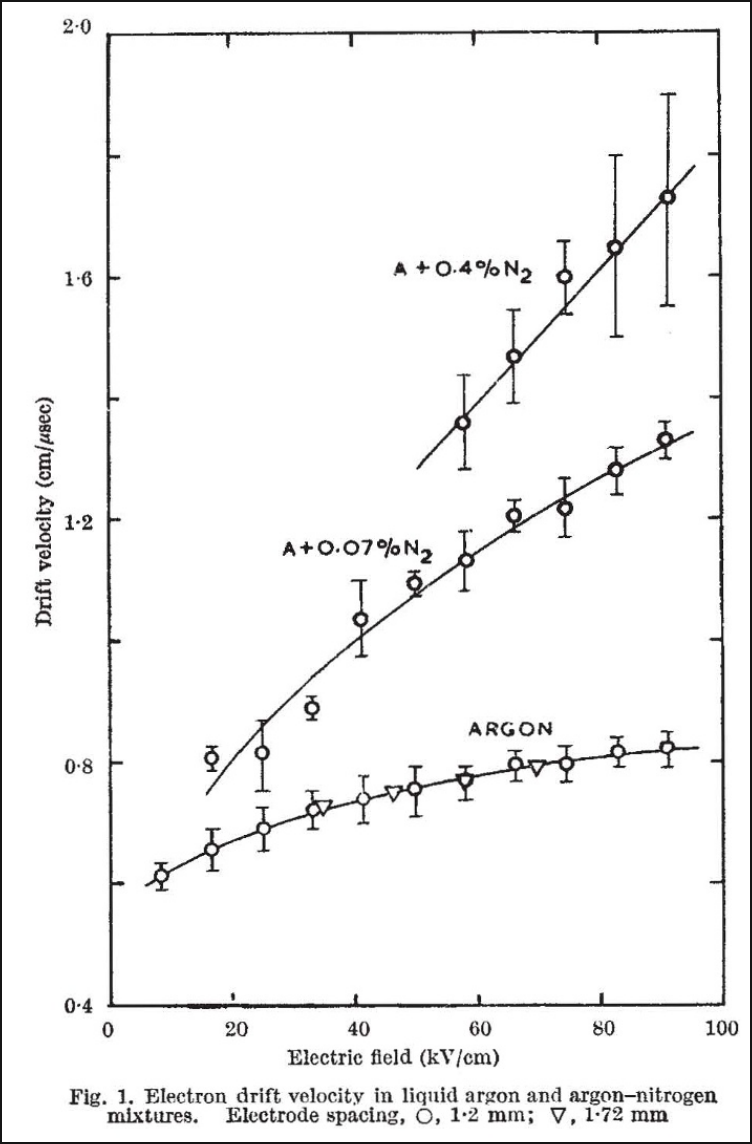 2·0
A + 0.4% N2
1·6
Drift velocity (cm/μsec)
1·2
A+0.07%N2
ARGON
0·8
0·4
0 20 40 60 80 100
Electric field (kV/cm)
Fig. 1. Electron drift velocity in liquid argon and argon–nitrogen
mixtures. Electrode spacing, ○, 1·2 mm; ▽, 1·72 mm